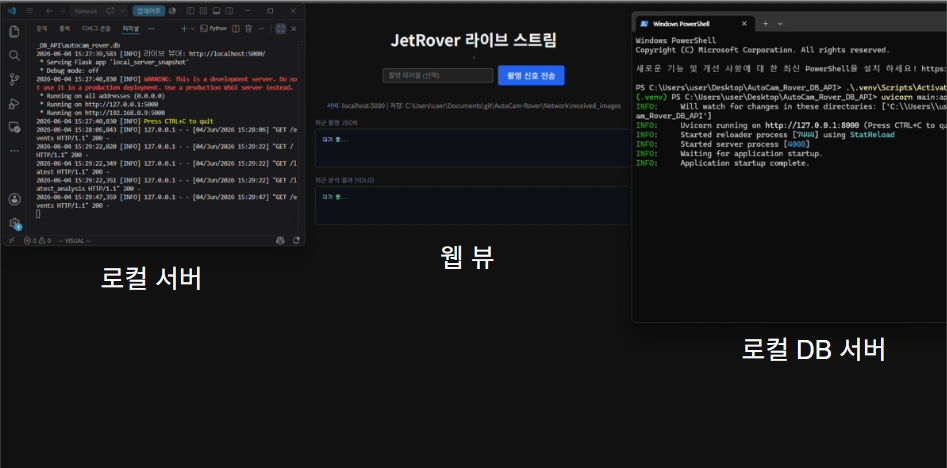 Network
업데이트
문제
출력
디버그 콘솔
터미널
Python
_DB_API\autocam_rover.db
2026-06-04 15:27:39,583 [INFO] 라이브 뷰어: http://localhost:5000/
* Serving Flask app 'local_server_snapshot'
* Debug mode: off
2026-06-04 15:27:40,830 [INFO] WARNING: This is a development server. Do no
t use it in a production deployment. Use a production WSGI server instead.
* Running on all addresses (0.0.0.0)
* Running on http://127.0.0.1:5000
* Running on http://192.168.0.9:5000
2026-06-04 15:27:40,830 [INFO] Press CTRL+C to quit
2026-06-04 15:28:06,843 [INFO] 127.0.0.1 - - [04/Jun/2026 15:28:06] "GET /e
vents HTTP/1.1" 200 -
2026-06-04 15:29:22,020 [INFO] 127.0.0.1 - - [04/Jun/2026 15:29:22] "GET /
HTTP/1.1" 200 -
2026-06-04 15:29:22,349 [INFO] 127.0.0.1 - - [04/Jun/2026 15:29:22] "GET /l
atest HTTP/1.1" 200 -
2026-06-04 15:29:22,351 [INFO] 127.0.0.1 - - [04/Jun/2026 15:29:22] "GET /l
atest_analysis HTTP/1.1" 200 -
2026-06-04 15:29:47,359 [INFO] 127.0.0.1 - - [04/Jun/2026 15:29:47] "GET /e
vents HTTP/1.1" 200 -
0 0 -- VISUAL --
로컬 서버
JetRover 라이브 스트림
촬영 라벨 (선택)
촬영 신호 전송
서버: localhost:5000 | 저장: C:\Users\user\Documents\git\AutoCam-Rover\Network\received_images
최근 촬영 JSON
대기 중...
최근 분석 결과 (YOLO)
대기 중...
웹 뷰
Windows PowerShell
Windows PowerShell
Copyright (C) Microsoft Corporation. All rights reserved.
새로운 기능 및 개선 사항에 대 한 최신 PowerShell을 설치 하세요! https:
PS C:\Users\user\Desktop\AutoCam_Rover_DB_API> .\.venv\Scripts\Activat
(.venv) PS C:\Users\user\Desktop\AutoCam_Rover_DB_API> uvicorn main:ap
INFO: Will watch for changes in these directories: ['C:\\Users\\us
am_Rover_DB_API']
INFO: Uvicorn running on http://127.0.0.1:8000 (Press CTRL+C to qu
INFO: Started reloader process [7444] using StatReload
INFO: Started server process [4008]
INFO: Waiting for application startup.
INFO: Application startup complete.
로컬 DB 서버